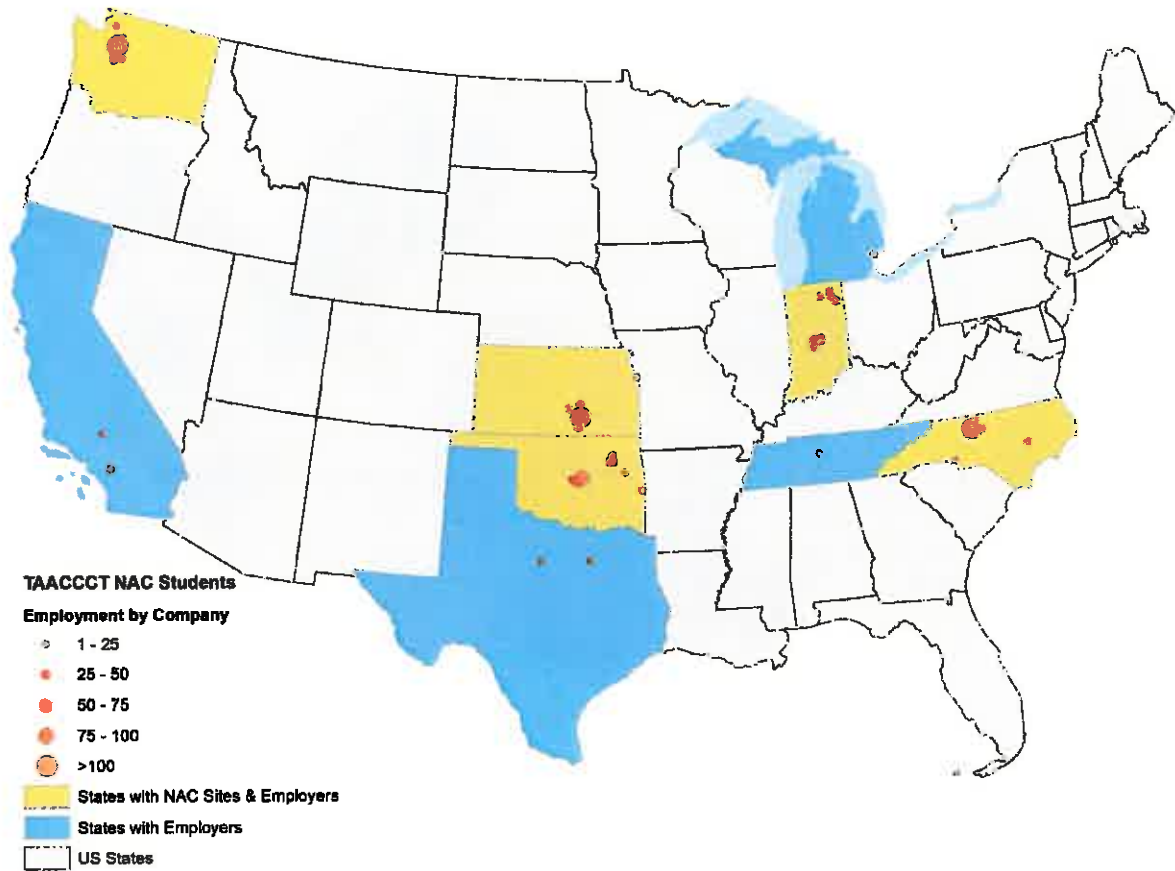 TAACCCT NAC Students
Employment by Company
1 - 25
25 - 50
50 - 75
75 - 100
>100
States with NAC Sites & Employers
States with Employers
US States